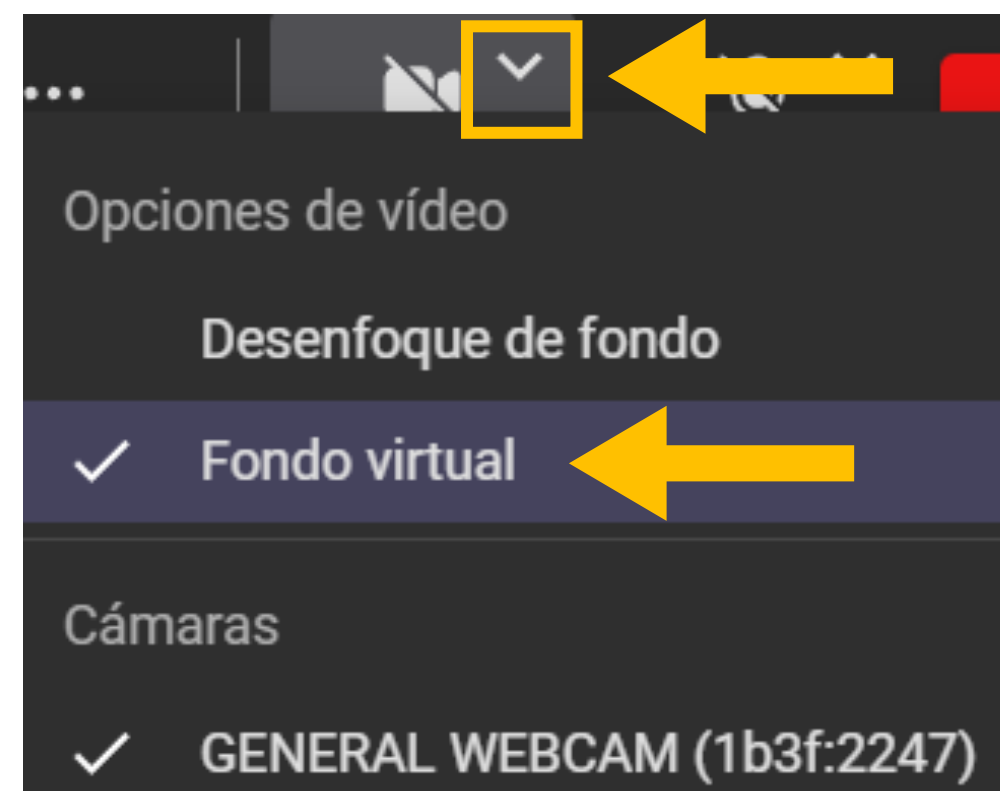 Opciones de vídeo
Desenfoque de fondo
Fondo virtual
Cámaras
GENERAL WEBCAM (1b3f:2247)